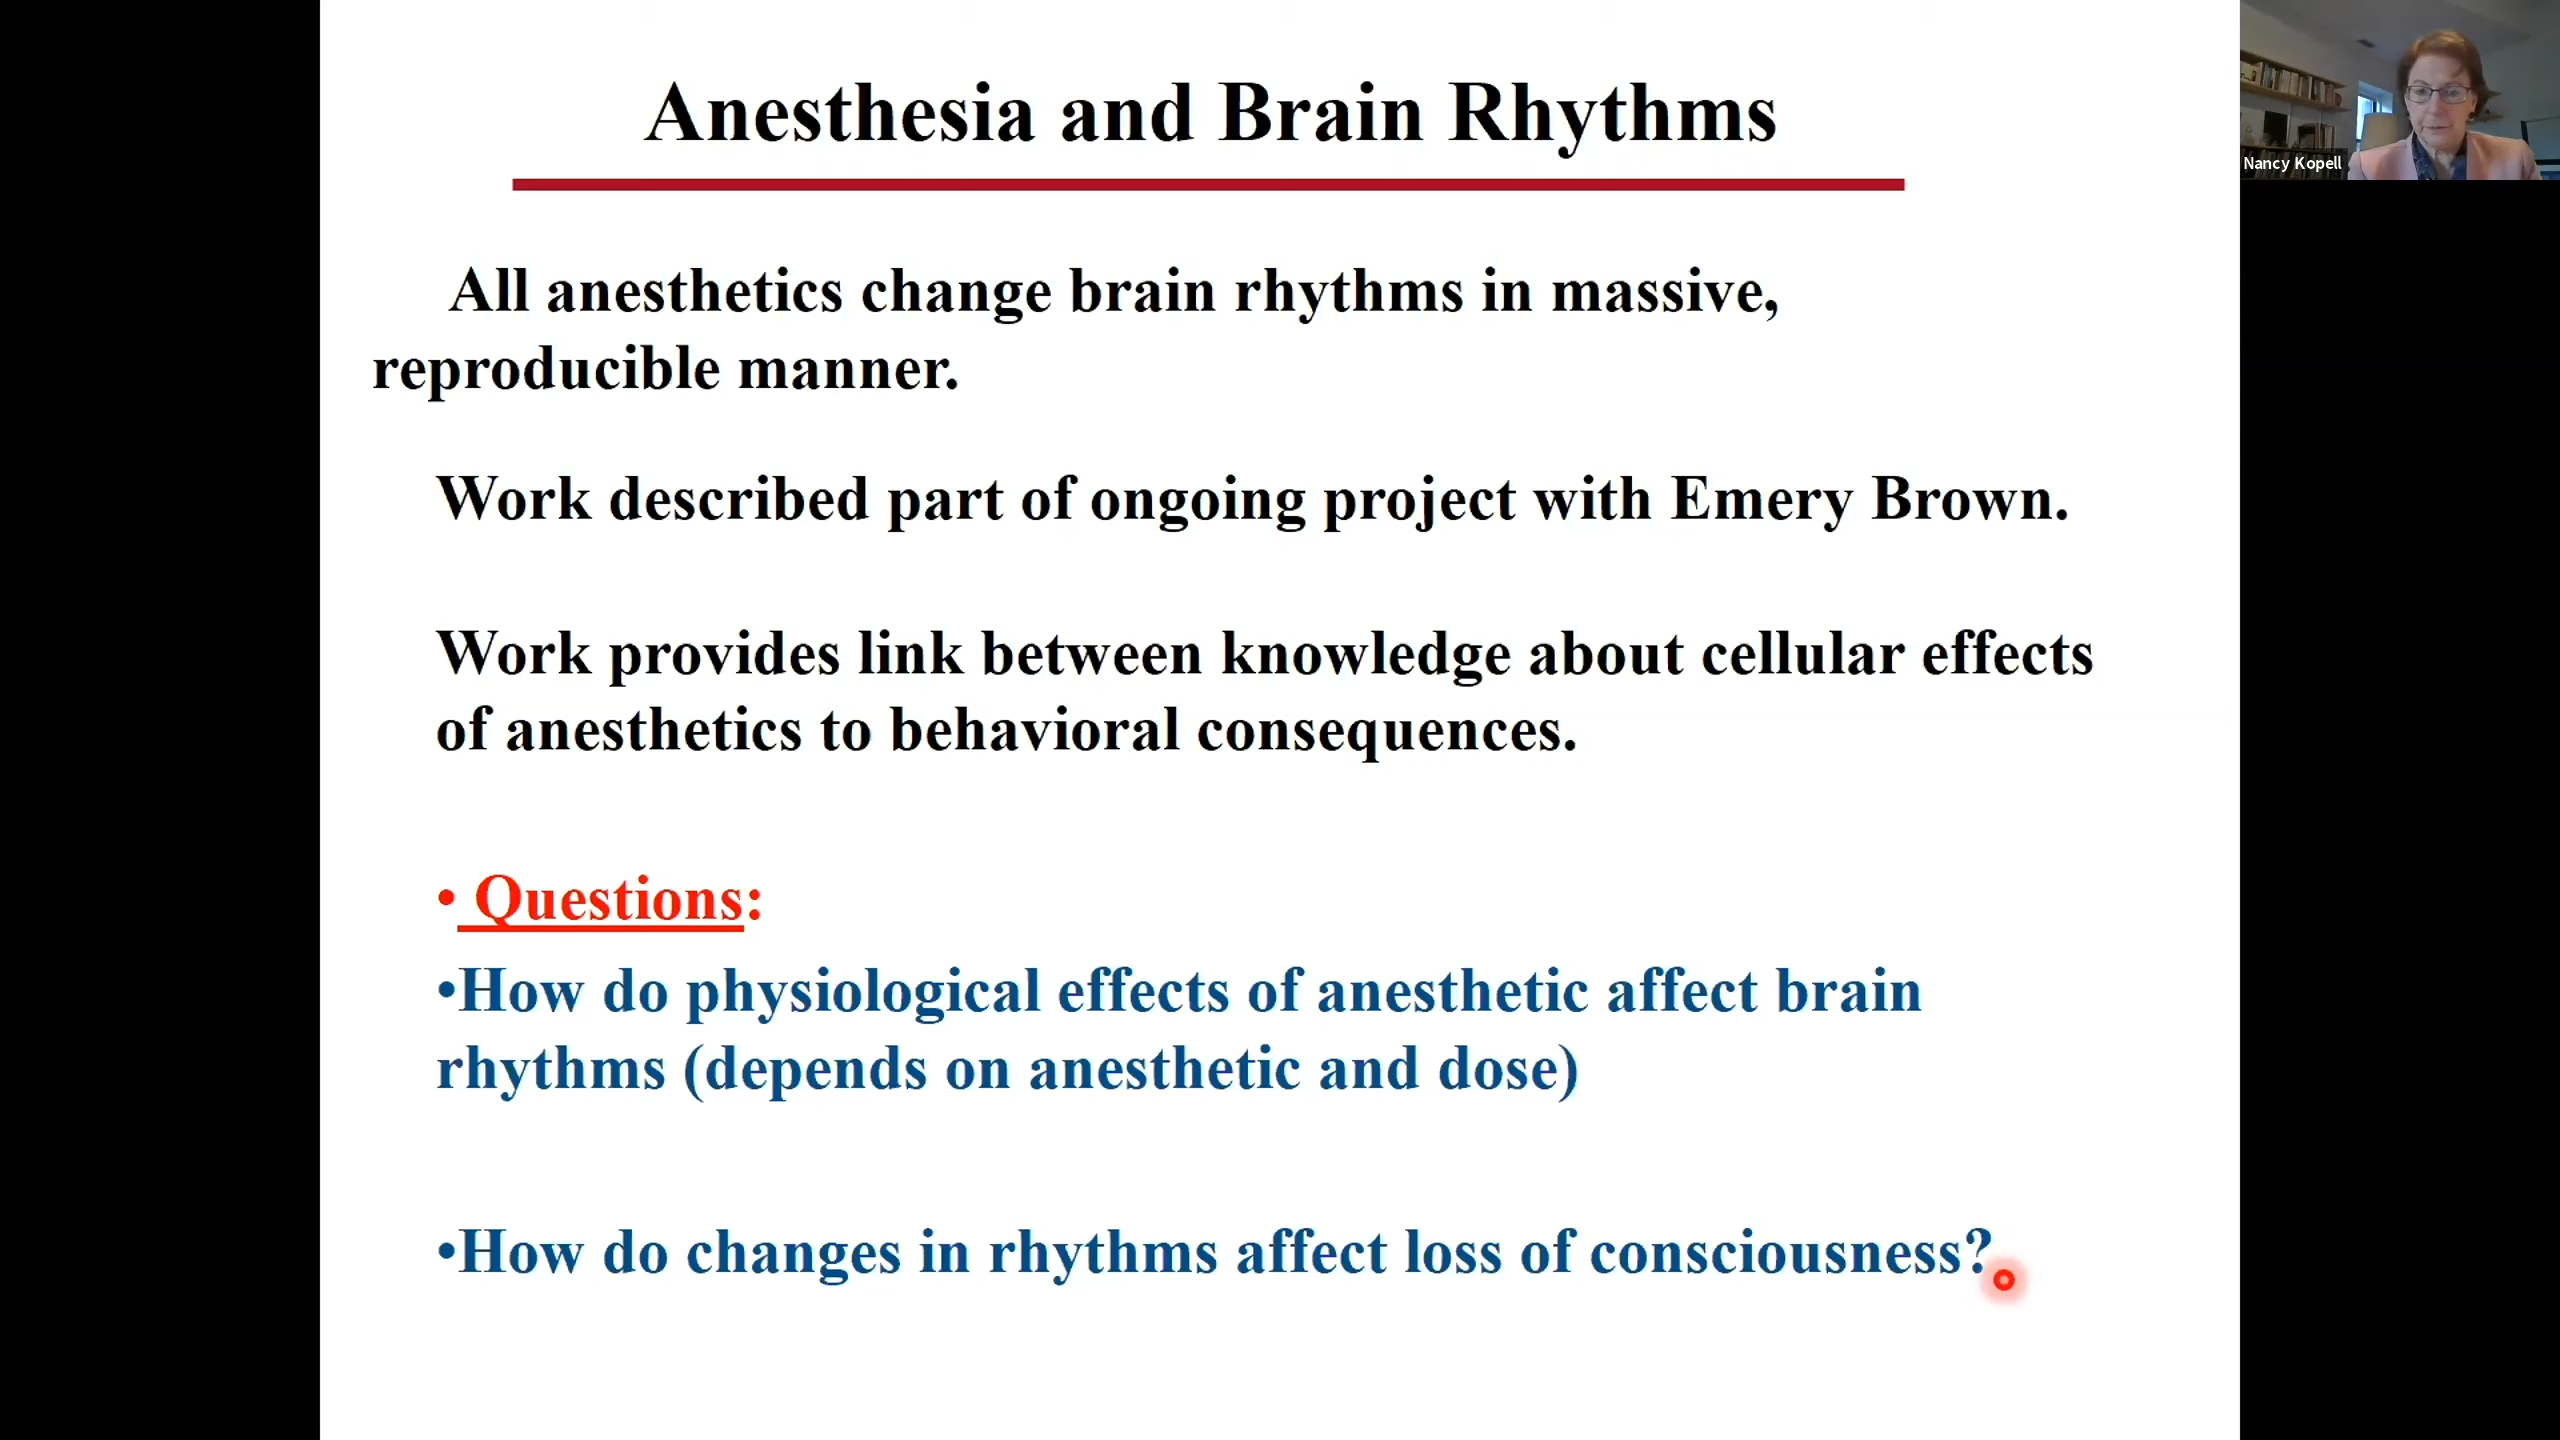 Anesthesia and Brain Rhythms
Nancy Kopell
All anesthetics change brain rhythms in massive,
reproducible manner.
Work described part of ongoing project with Emery Brown.
Work provides link between knowledge about cellular effects
of anesthetics to behavioral consequences.
• Questions:
•How do physiological effects of anesthetic affect brain
rhythms (depends on anesthetic and dose)
•How do changes in rhythms affect loss of consciousness?